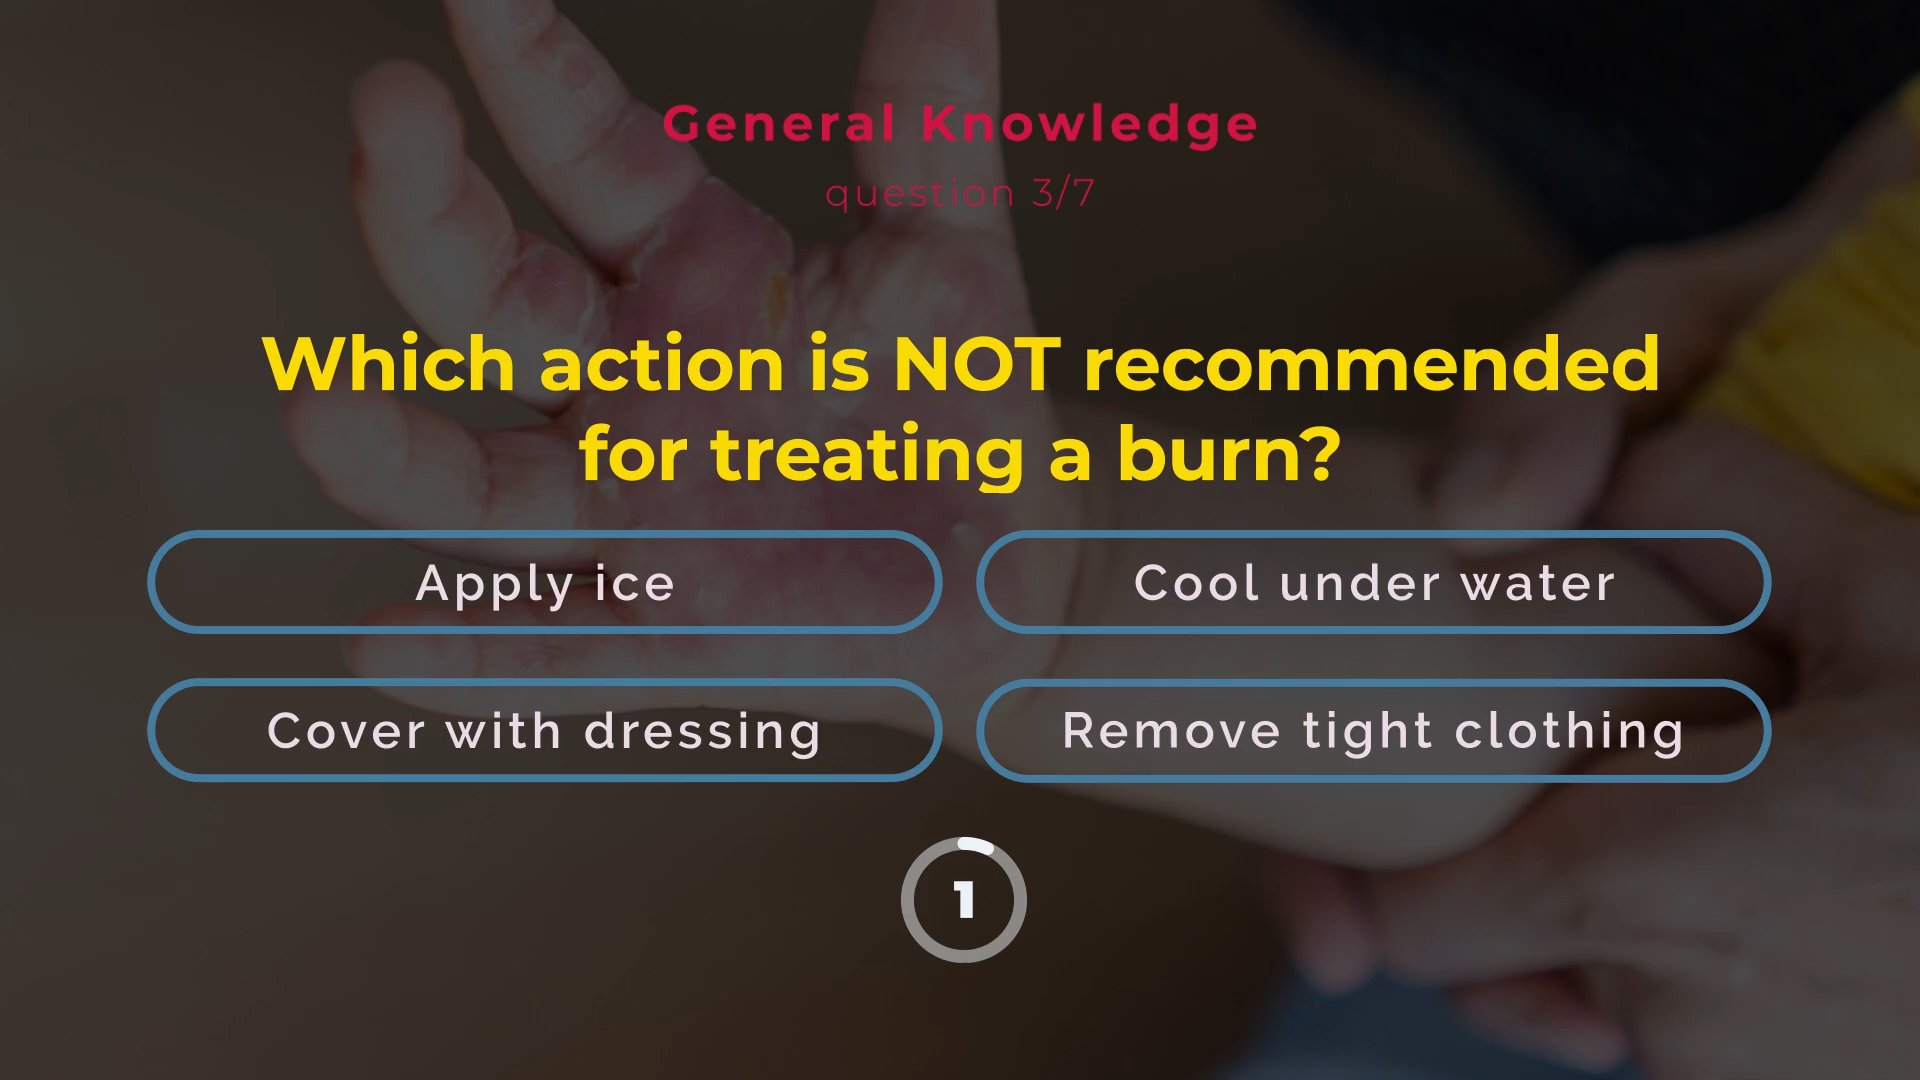 General Knowledge
question 3/7
Which action is NOT recommended
for treating a burn?
Apply ice
Cool under water
Cover with dressing
Remove tight clothing
1